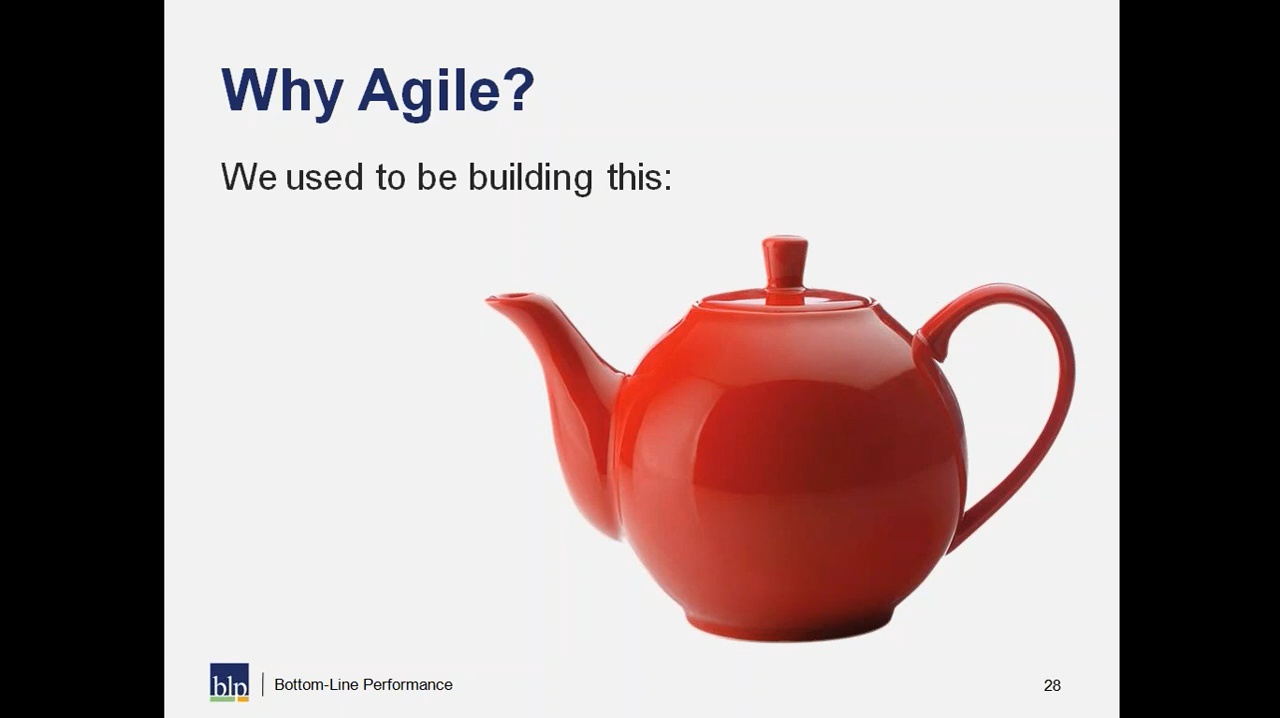 Why Agile?
We used to be building this:
blp
Bottom-Line Performance
28